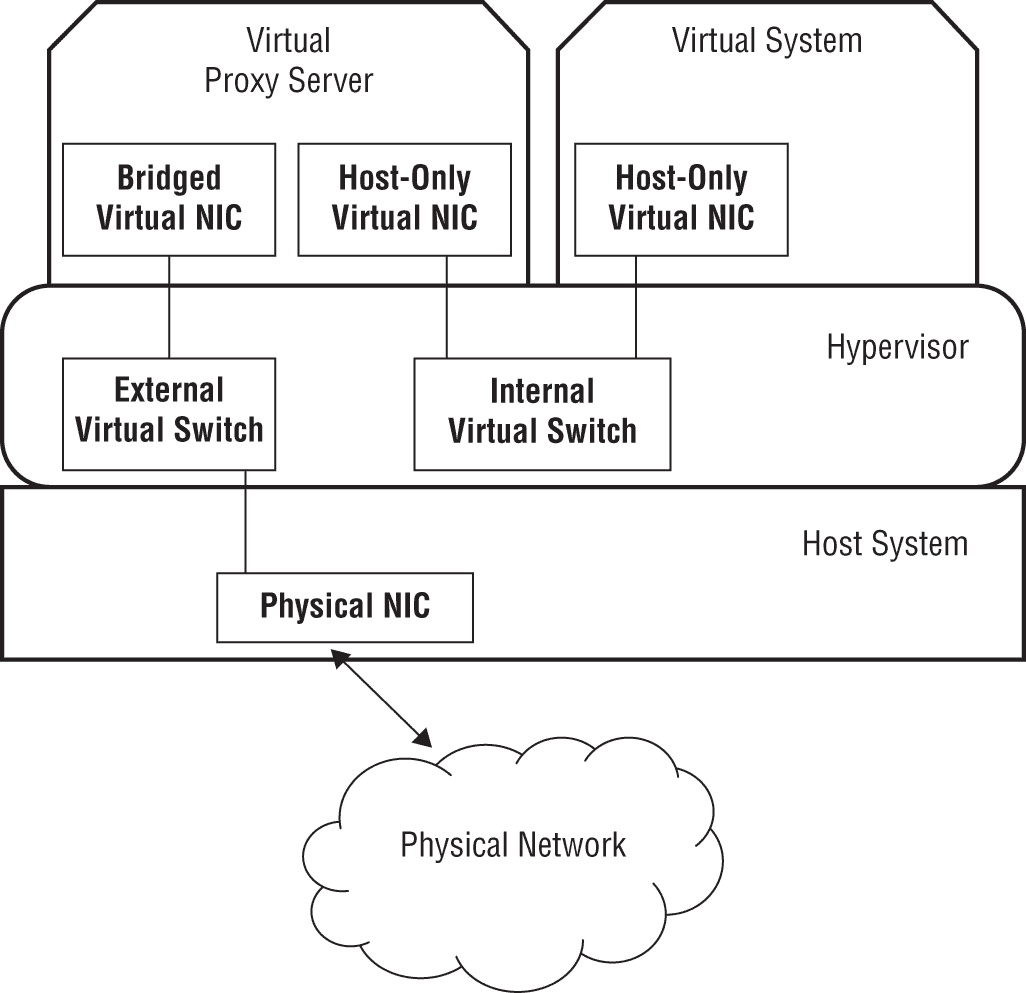 Virtual
Proxy Server
Virtual System
Bridged
Virtual NIC
Host-Only
Virtual NIC
Host-Only
Virtual NIC
Hypervisor
External
Virtual Switch
Internal
Virtual Switch
Host System
Physical NIC
Physical Network